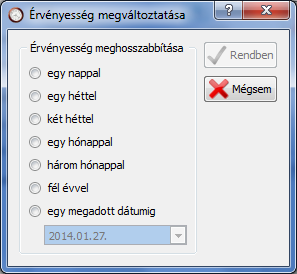 Érvényesség megváltoztatása
Érvényesség meghosszabbítása
egy nappal
egy héttel
két héttel
egy hónappal
három hónappal
fél évvel
egy megadott dátumig
2014.01.27.
Rendben
Mégsem